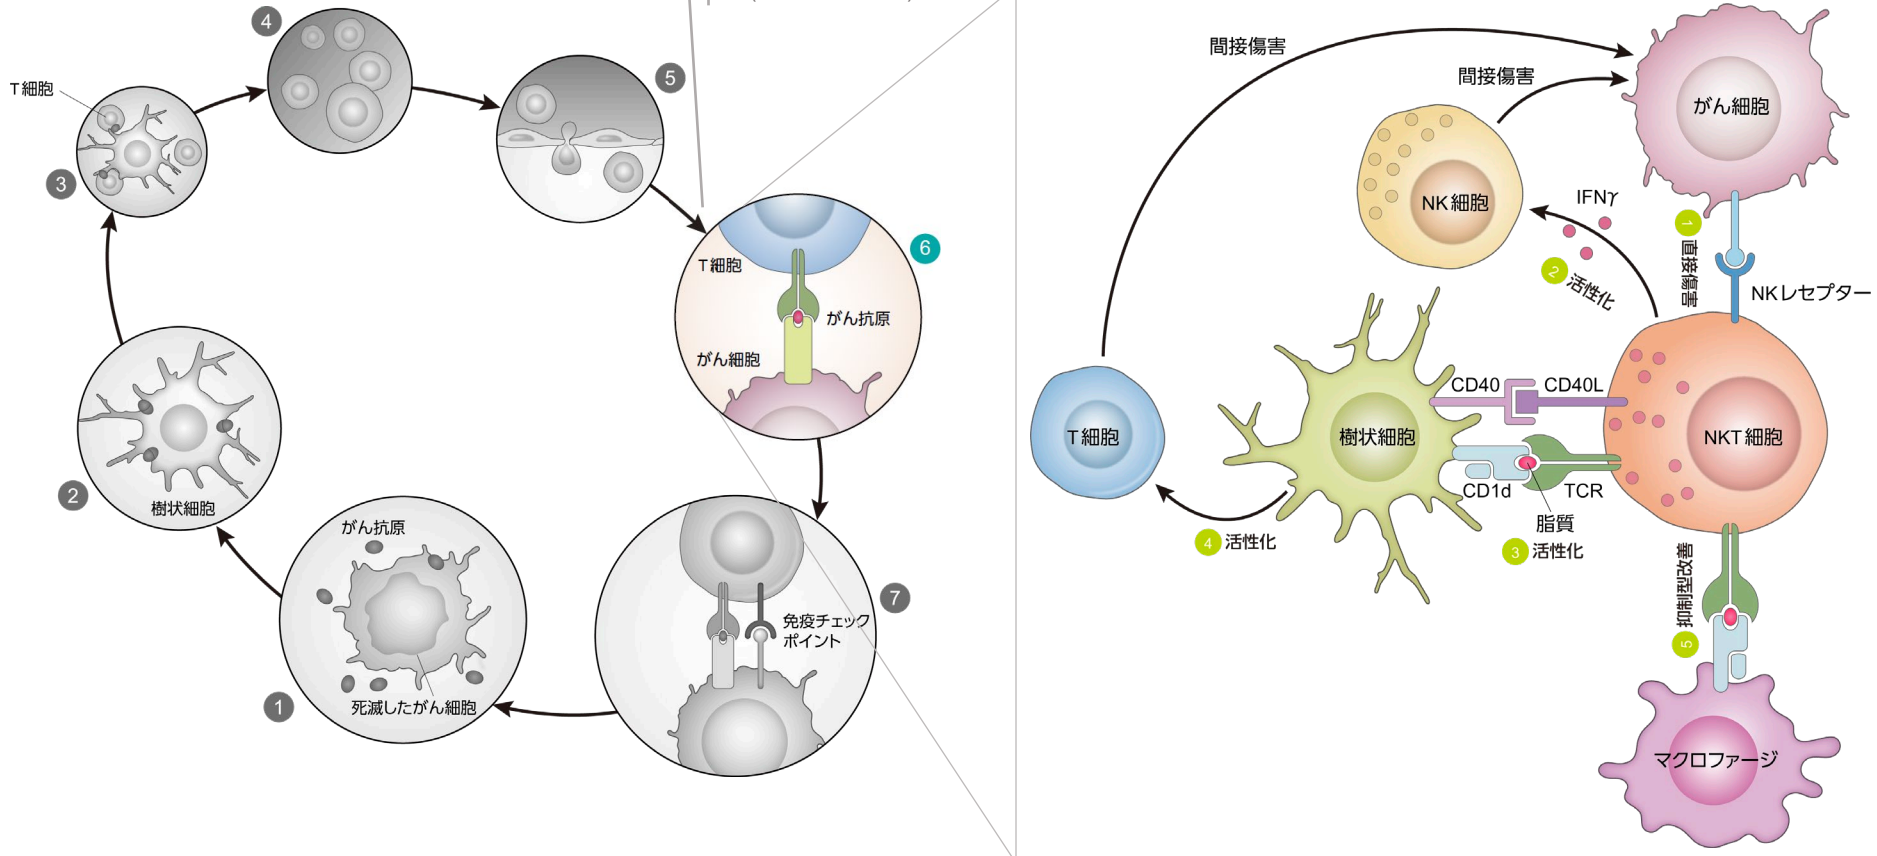 4
T細胞
3
5
6
T細胞
がん抗原
がん細胞
2
樹状細胞
がん抗原
1
死滅したがん細胞
7
免疫チェック
ポイント
間接傷害
間接傷害
がん細胞
NK細胞
IFNγ
2 活性化
1 直接傷害
NKレセプター
CD40
CD40L
T細胞
樹状細胞
NKT細胞
CD1d
TCR
脂質
4 活性化
3 活性化
5 抑制型改善
マクロファージ